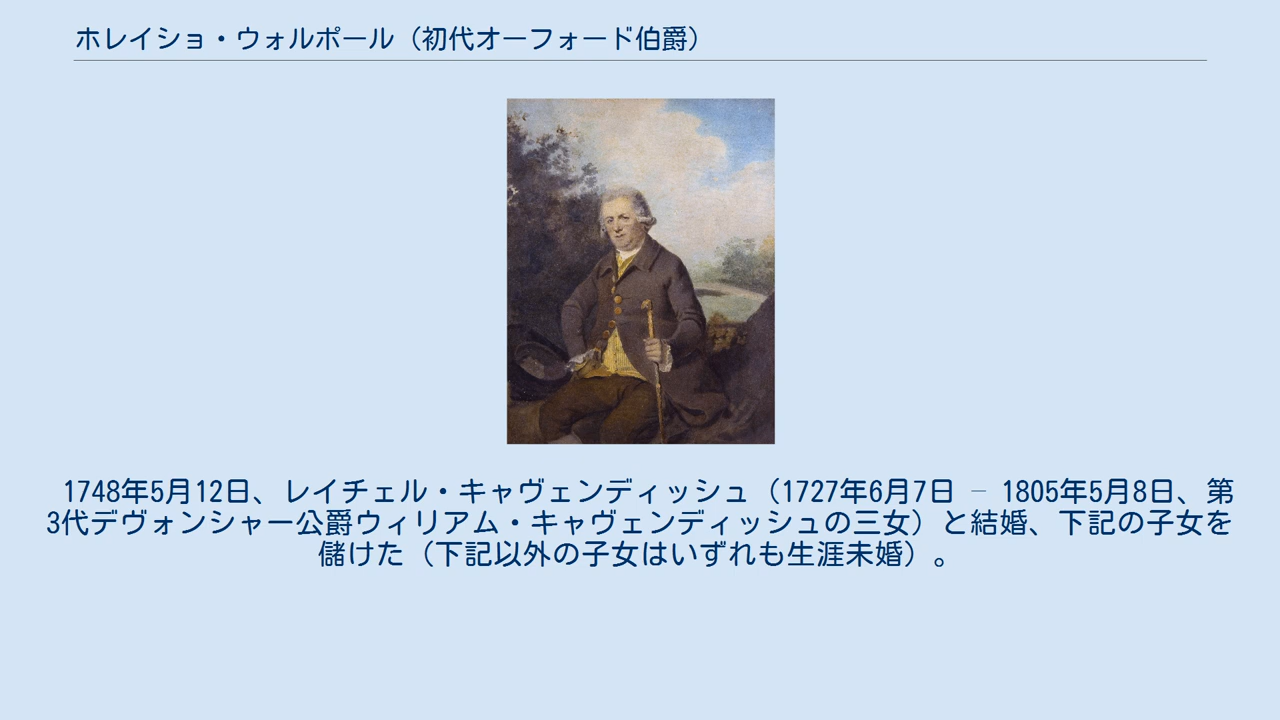 ホレイショ・ウォルポール（初代オーフォード伯爵）
1748年5月12日、レイチェル・キャヴェンディッシュ（1727年6月7日 – 1805年5月8日、第
3代デヴォンシャー公爵ウィリアム・キャヴェンディッシュの三女）と結婚、下記の子女を
儲けた（下記以外の子女はいずれも生涯未婚）。